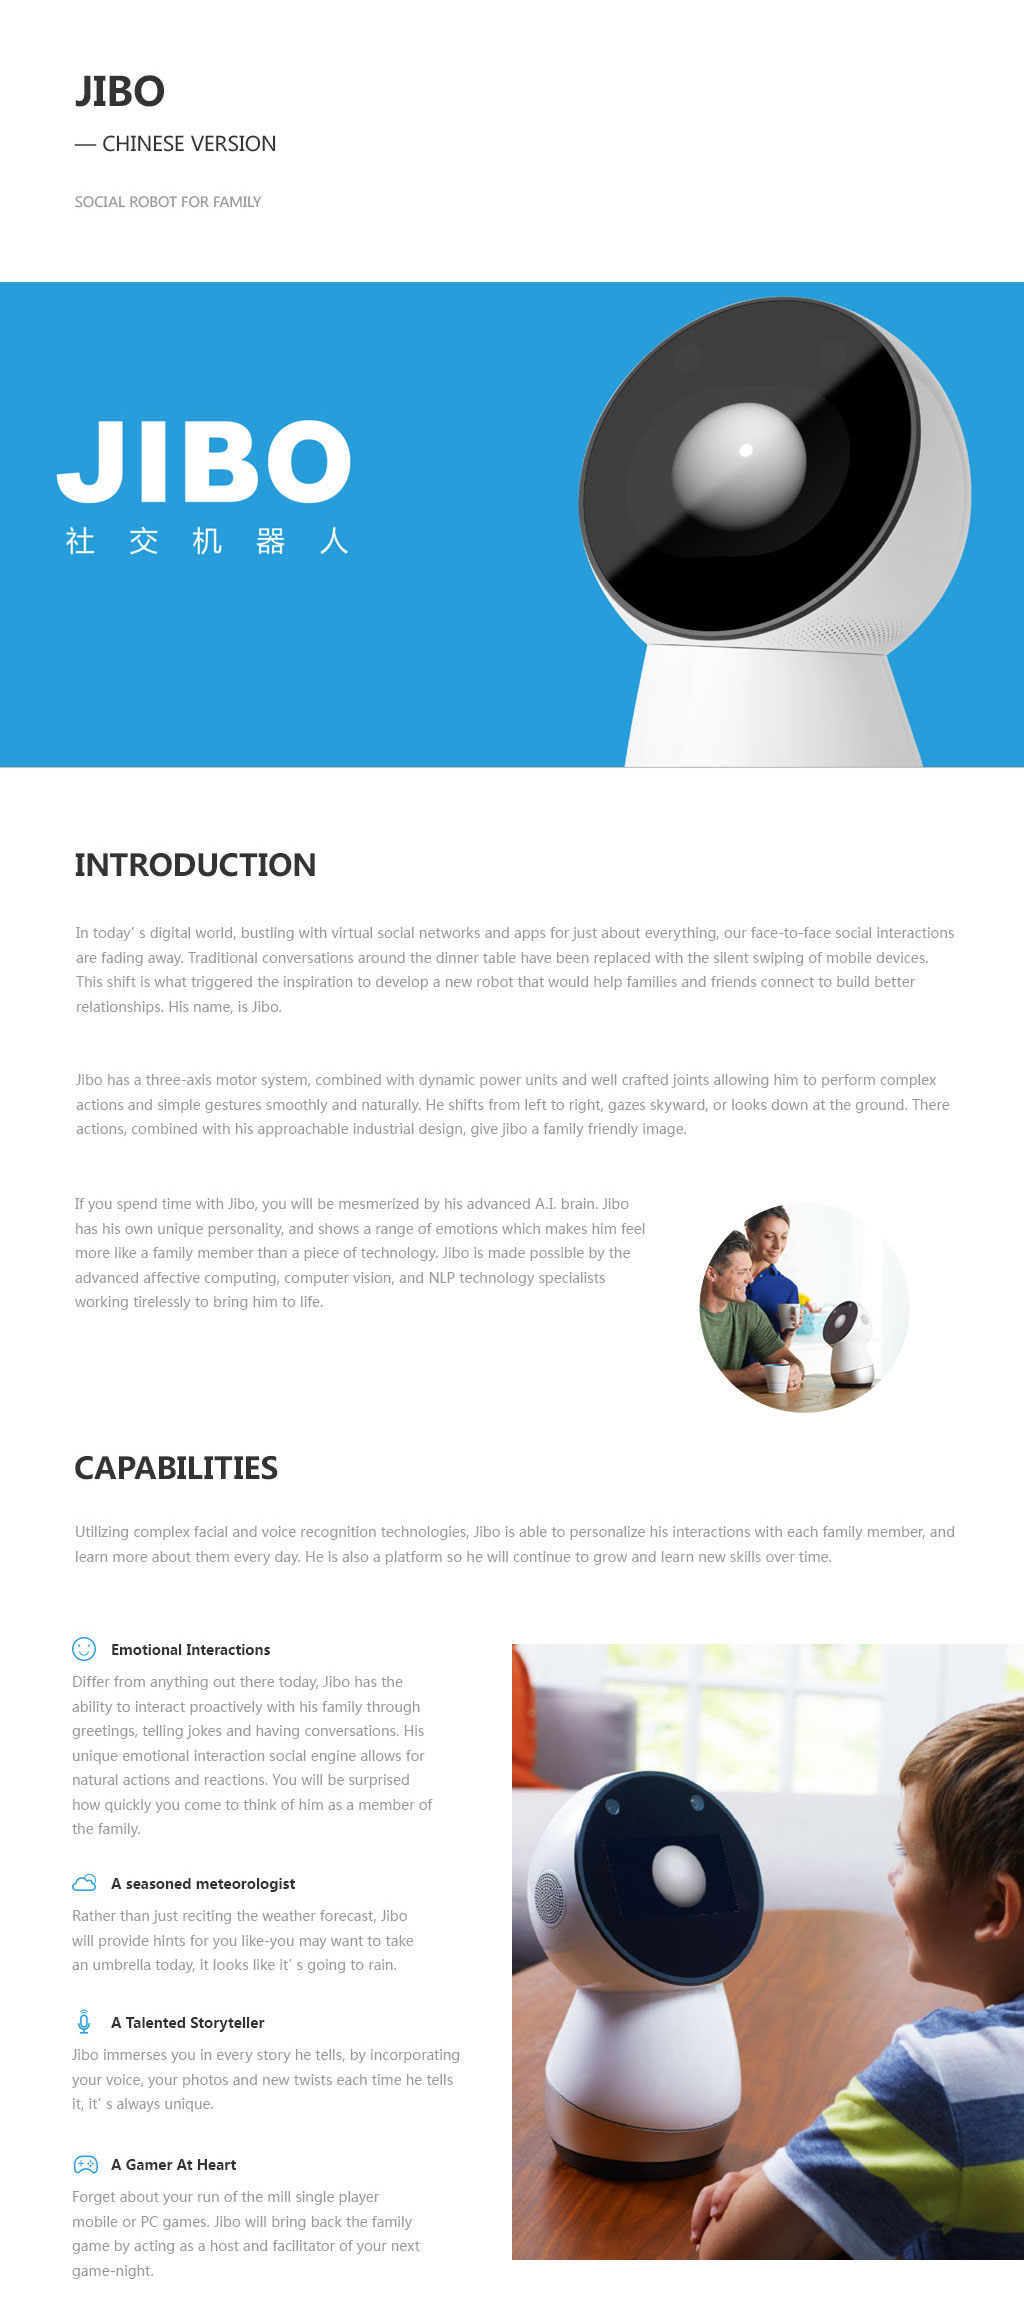 JIBO
— CHINESE VERSION
SOCIAL ROBOT FOR FAMILY
JIBO
社交机器人
INTRODUCTION
In today’ s digital world, bustling with virtual social networks and apps for just about everything, our face-to-face social interactions
are fading away. Traditional conversations around the dinner table have been replaced with the silent swiping of mobile devices.
This shift is what triggered the inspiration to develop a new robot that would help families and friends connect to build better
relationships. His name, is Jibo.
Jibo has a three-axis motor system, combined with dynamic power units and well crafted joints allowing him to perform complex
actions and simple gestures smoothly and naturally. He shifts from left to right, gazes skyward, or looks down at the ground. There
actions, combined with his approachable industrial design, give jibo a family friendly image.
If you spend time with Jibo, you will be mesmerized by his advanced A.I. brain. Jibo
has his own unique personality, and shows a range of emotions which makes him feel
more like a family member than a piece of technology. Jibo is made possible by the
advanced affective computing, computer vision, and NLP technology specialists
working tirelessly to bring him to life.
CAPABILITIES
Utilizing complex facial and voice recognition technologies, Jibo is able to personalize his interactions with each family member, and
learn more about them every day. He is also a platform so he will continue to grow and learn new skills over time.
Emotional Interactions
Differ from anything out there today, Jibo has the
ability to interact proactively with his family through
greetings, telling jokes and having conversations. His
unique emotional interaction social engine allows for
natural actions and reactions. You will be surprised
how quickly you come to think of him as a member of
the family.
A seasoned meteorologist
Rather than just reciting the weather forecast, Jibo
will provide hints for you like-you may want to take
an umbrella today, it looks like it’ s going to rain.
A Talented Storyteller
Jibo immerses you in every story he tells, by incorporating
your voice, your photos and new twists each time he tells
it, it’ s always unique.
A Gamer At Heart
Forget about your run of the mill single player
mobile or PC games. Jibo will bring back the family
game by acting as a host and facilitator of your next
game-night.